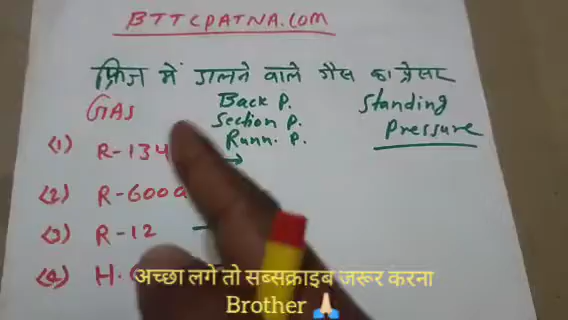 BTTCPATNA.COM
फ्रिज में डालने वाले गैस का प्रेसर
GAS Back P. Standing
Section P. Pressure
Runn. P.
(1) R-134
(2) R-600a
(3) R-12
(4) H.
अच्छा लगे तो सब्सक्राइब जरूर करना
Brother 🙏🏻